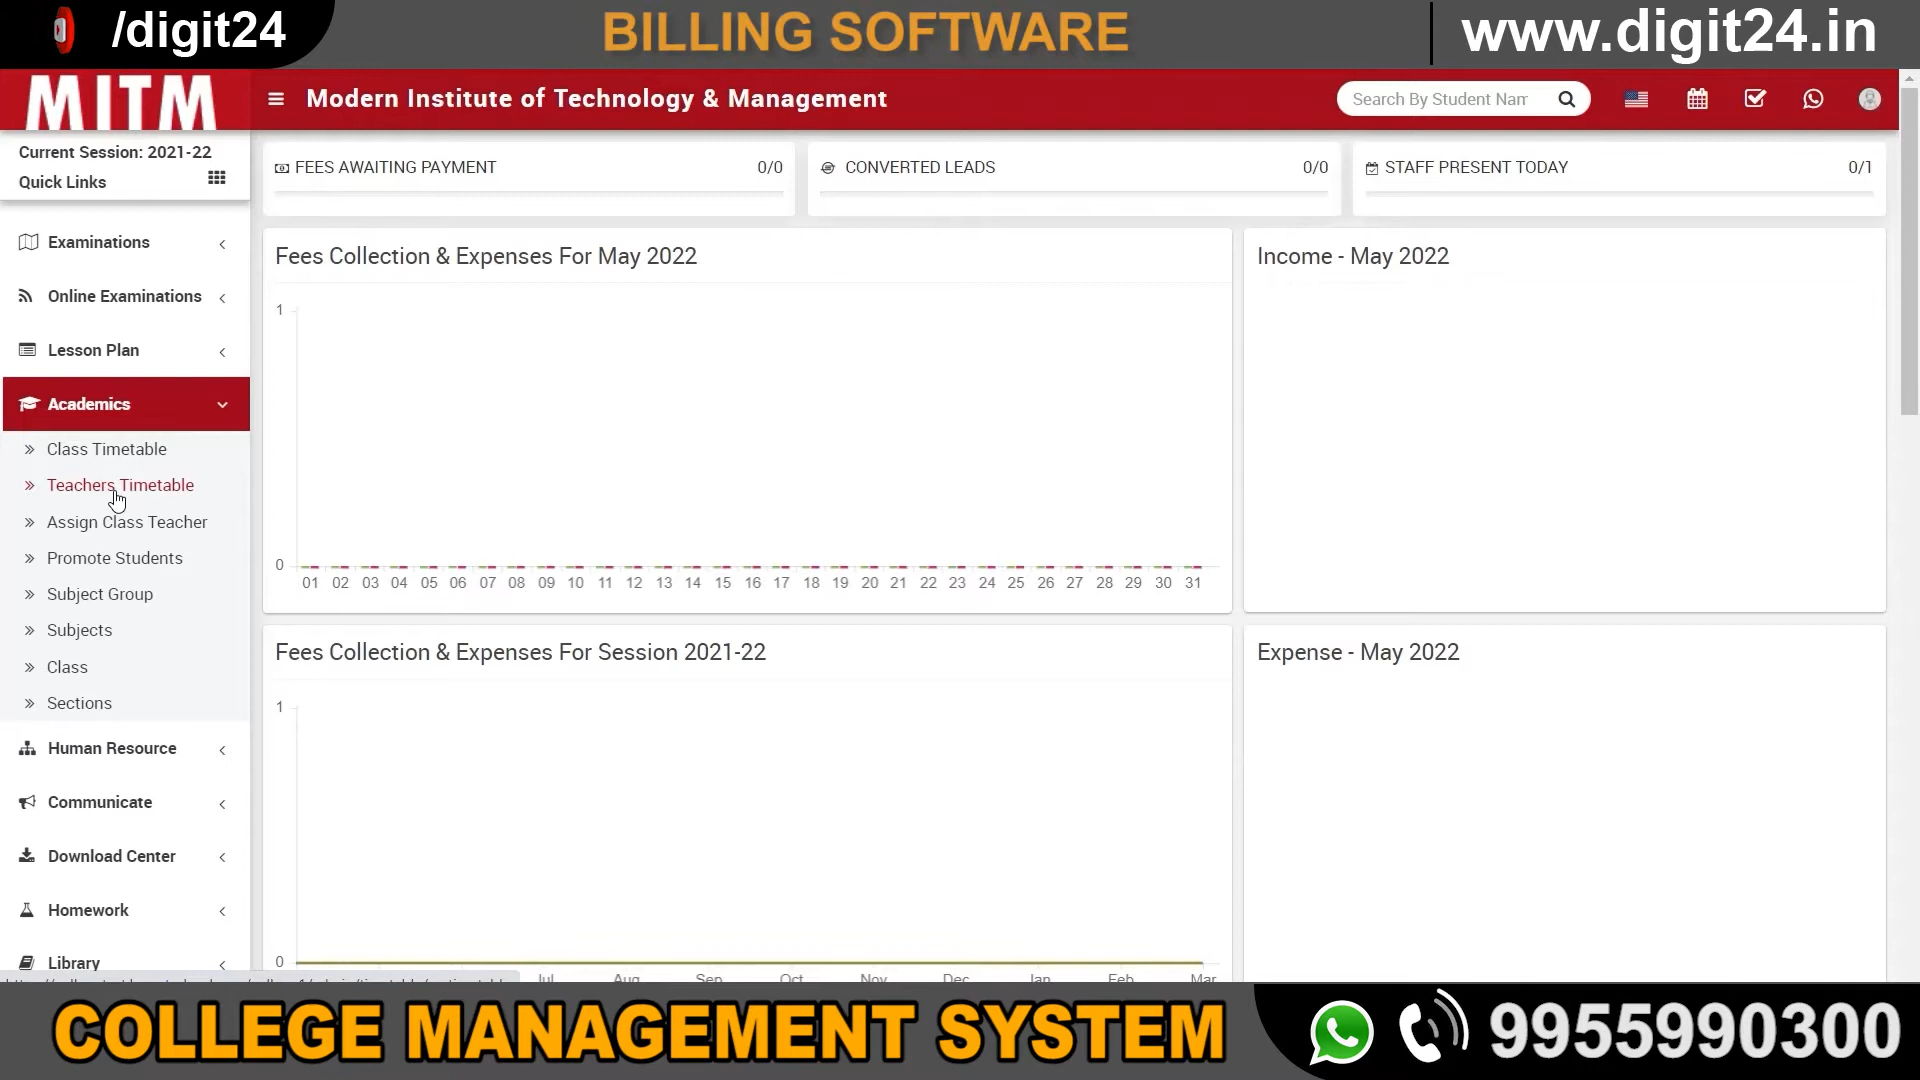 /digit24
BILLING SOFTWARE
www.digit24.in
MITM
Modern Institute of Technology & Management
Search By Student Nam
Current Session: 2021-22
Quick Links
FEES AWAITING PAYMENT 0/0
CONVERTED LEADS 0/0
STAFF PRESENT TODAY 0/1
Examinations
Online Examinations
Lesson Plan
Academics
Class Timetable
Teachers Timetable
Assign Class Teacher
Promote Students
Subject Group
Subjects
Class
Sections
Human Resource
Communicate
Download Center
Homework
Library
Fees Collection & Expenses For May 2022
1
0
01 02 03 04 05 06 07 08 09 10 11 12 13 14 15 16 17 18 19 20 21 22 23 24 25 26 27 28 29 30 31
Income - May 2022
Fees Collection & Expenses For Session 2021-22
1
0
Jul Aug Sep Oct Nov Dec Jan Feb Mar
Expense - May 2022
COLLEGE MANAGEMENT SYSTEM
9955990300